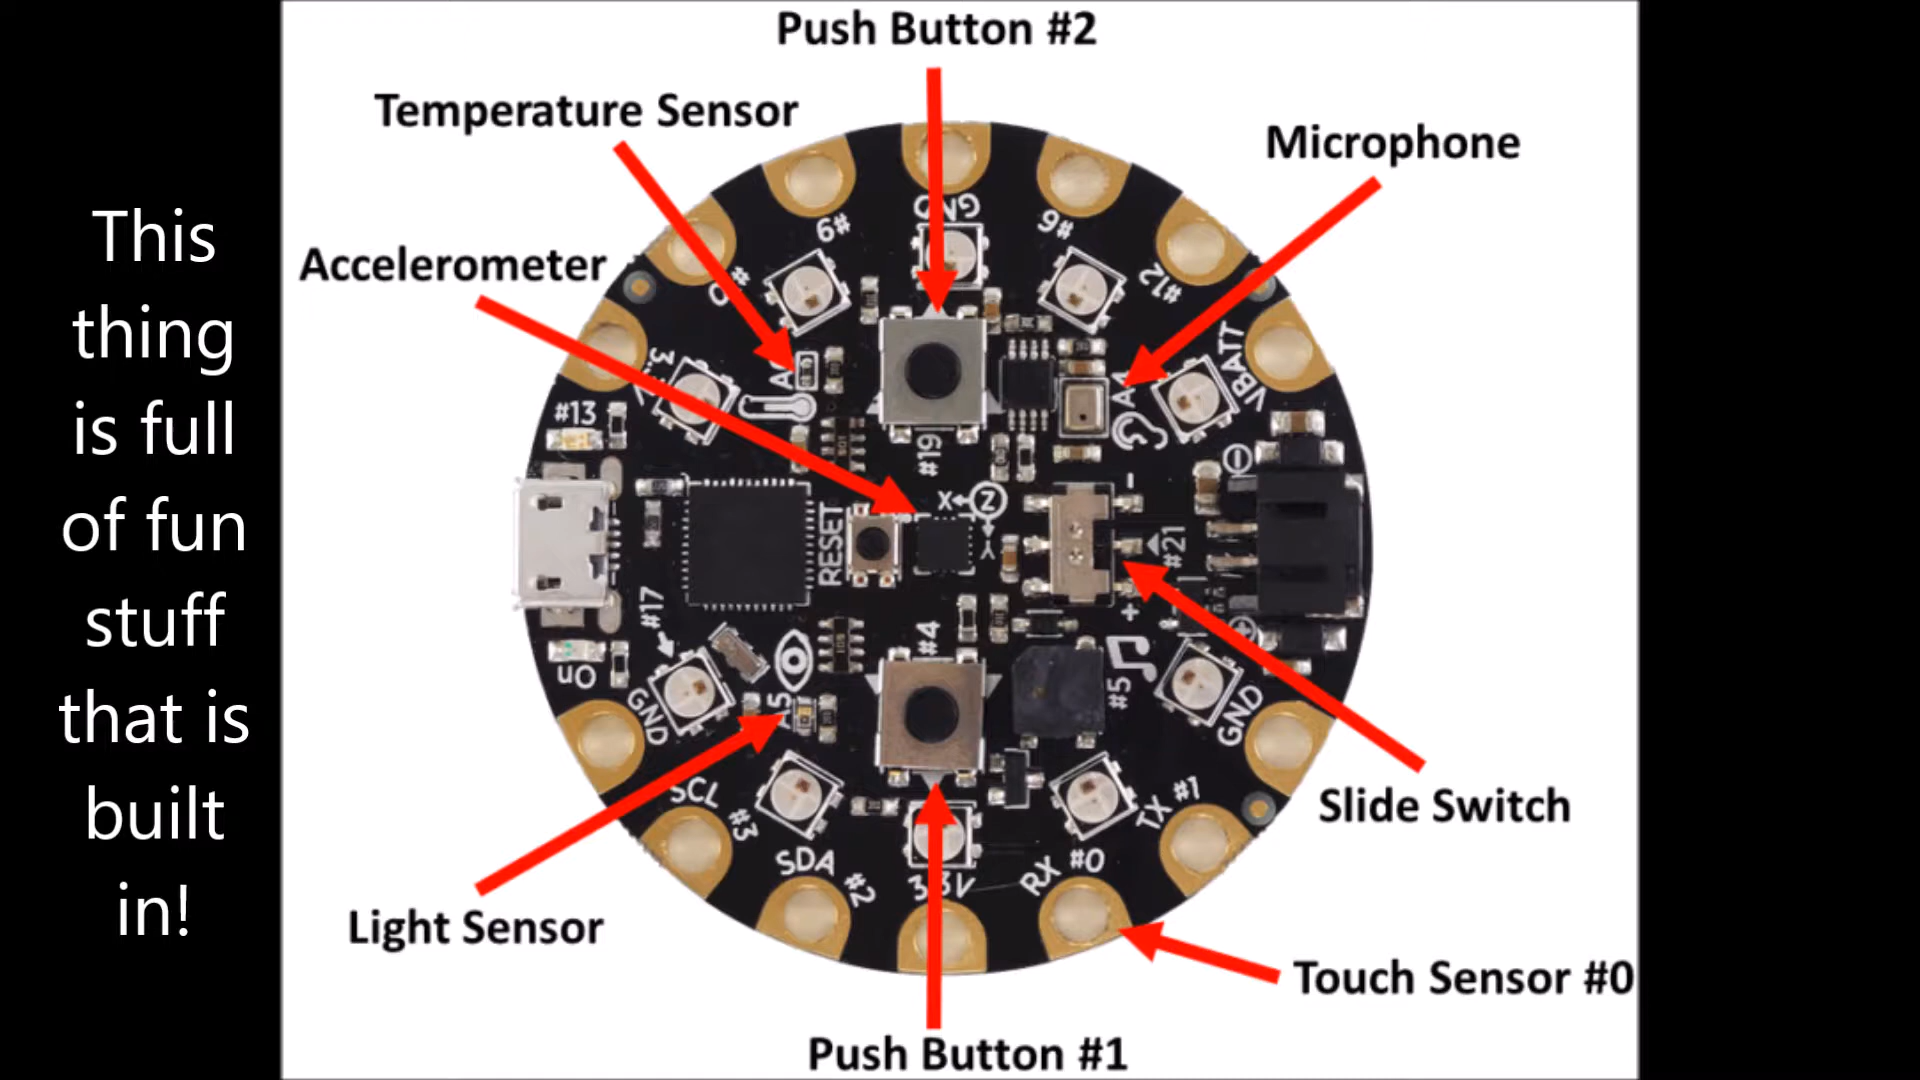 This
thing
is full
of fun
stuff
that is
built
in!
Push Button #2
Temperature Sensor
Microphone
Accelerometer
GND
#9
#6
#12
VBATT
#13
A4
#19
X Z
Y
RESET
#21
#17
#4
On
GND
A5
#5
GND
SCL
#3
SDA
#2
3.3V
RX #0
TX #1
Slide Switch
Light Sensor
Touch Sensor #0
Push Button #1